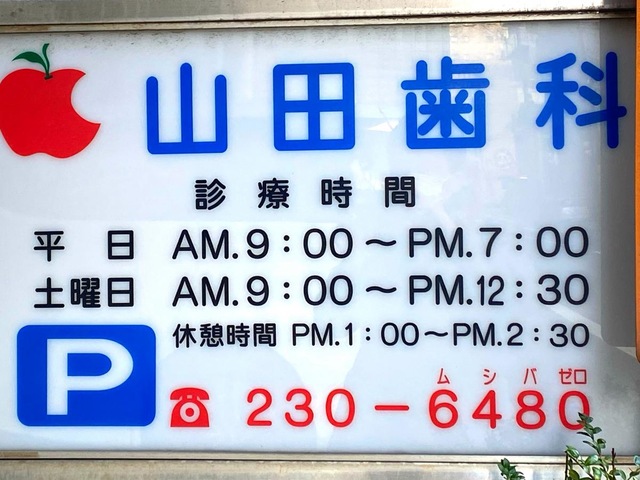 山田歯科
診療時間
平日 AM.9:00～PM.7:00
土曜日 AM.9:00～PM.12:30
休憩時間 PM.1:00～PM.2:30
P
ムシバゼロ
☎ 230-6480